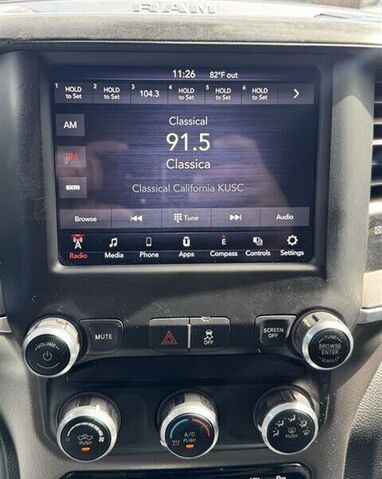 RAM
11:26 82°F out
1 HOLD to Set 2 HOLD to Set 3 104.3 4 HOLD to Set 5 HOLD to Set 6 HOLD to Set
AM
FM
sxm
Classical
91.5
Classica
Classical California KUSC
Browse Tune Audio
Radio Media Phone Apps Compass Controls Settings
MUTE OFF SCREEN OFF
TUNE
BROWSE
ENTER
SCROLL
PUSH MAX A/C PUSH PUSH